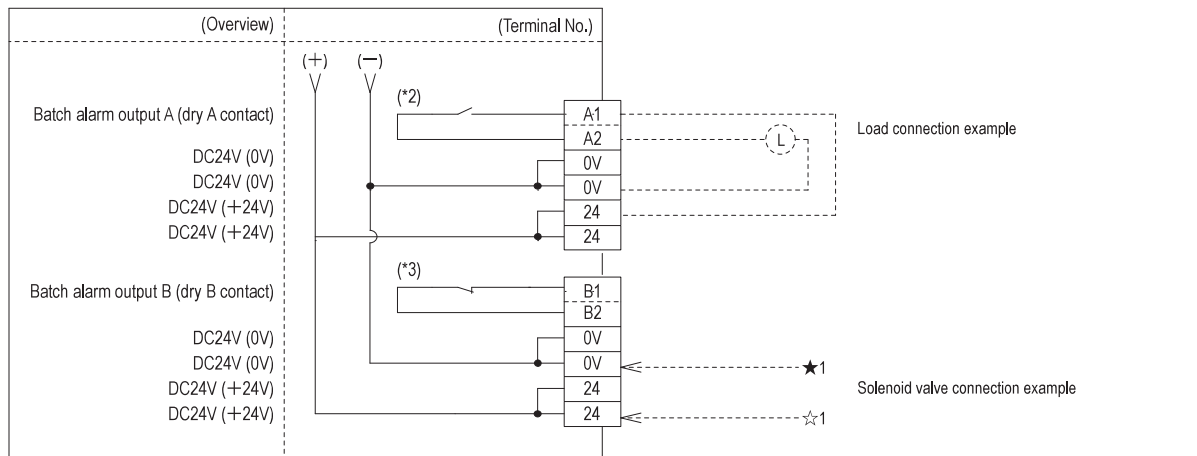 (Overview) (Terminal No.)
(+) (−)
(*2)
Batch alarm output A (dry A contact) A1 Load connection example
A2 L
DC24V (0V) 0V
DC24V (0V) 0V
DC24V (+24V) 24
DC24V (+24V) 24
(*3)
Batch alarm output B (dry B contact) B1
B2
DC24V (0V) 0V
DC24V (0V) 0V ★1
DC24V (+24V) 24 Solenoid valve connection example
DC24V (+24V) 24 ☆1